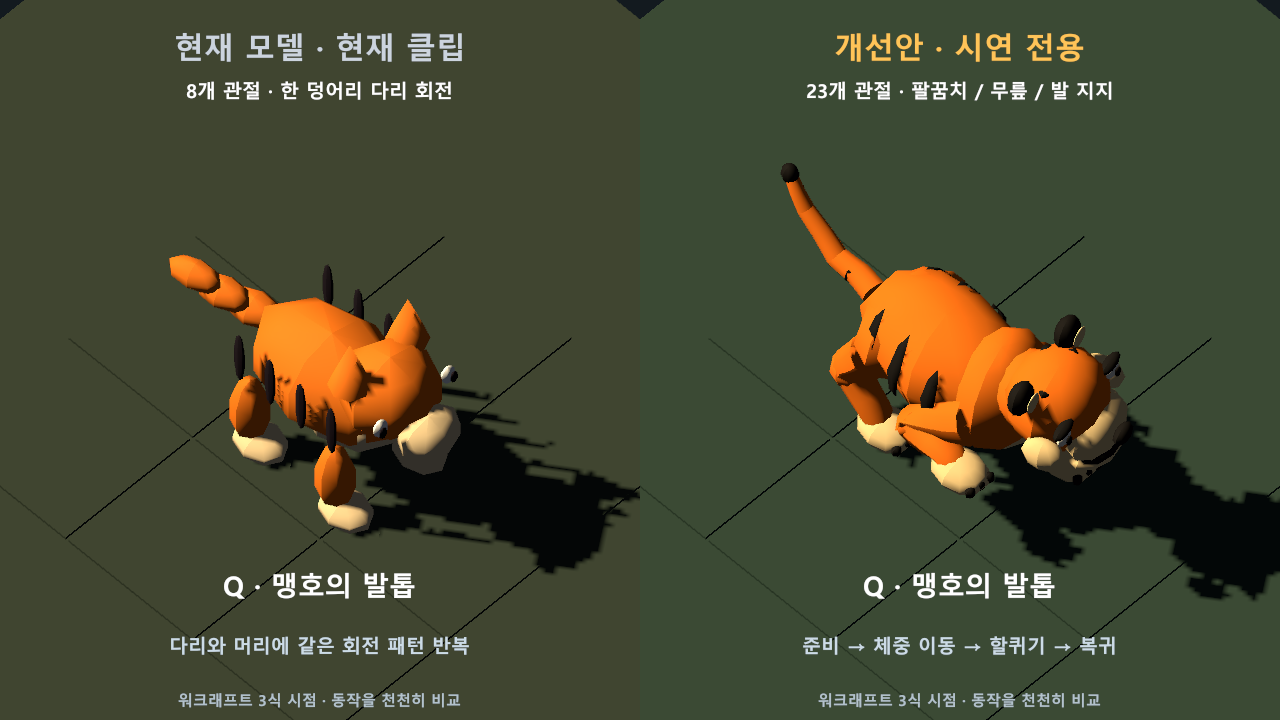 현재 모델 · 현재 클립
8개 관절 · 한 덩어리 다리 회전
Q · 맹호의 발톱
다리와 머리에 같은 회전 패턴 반복
워크래프트 3식 시점 · 동작을 천천히 비교
개선안 · 시연 전용
23개 관절 · 팔꿈치 / 무릎 / 발 지지
Q · 맹호의 발톱
준비 → 체중 이동 → 할퀴기 → 복귀
워크래프트 3식 시점 · 동작을 천천히 비교